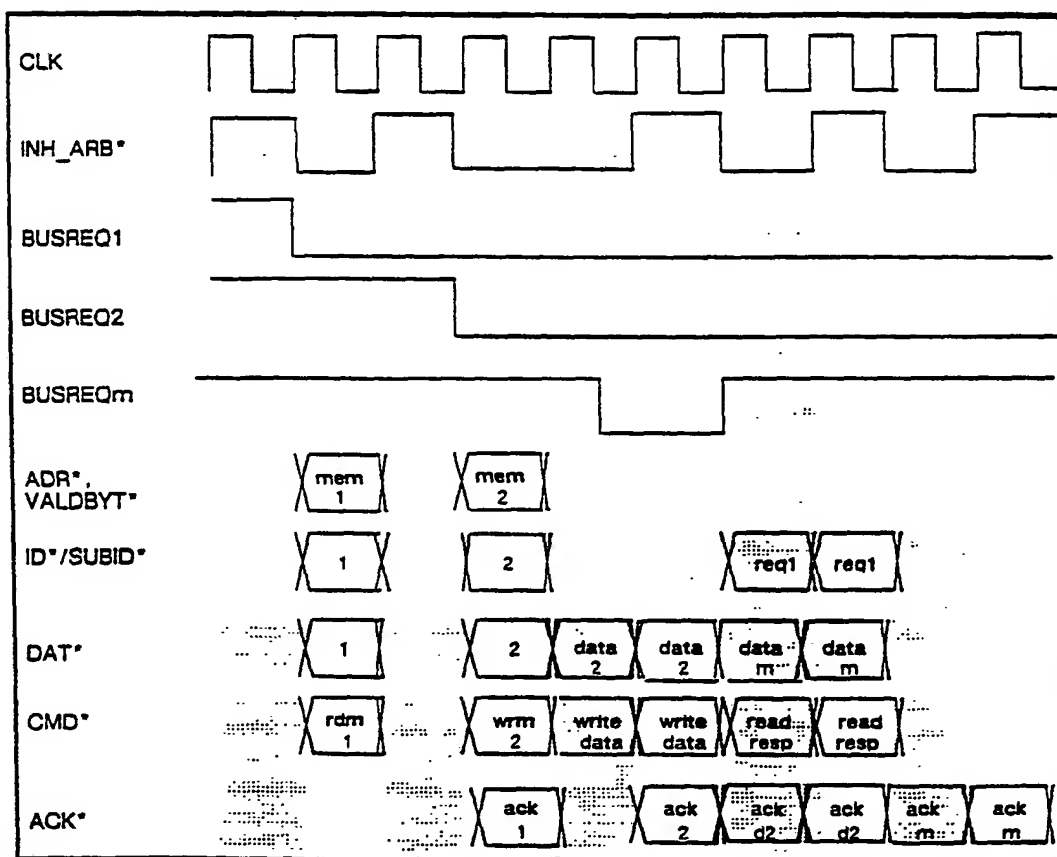 CLK
INH_ARB*
BUSREQ1
BUSREQ2
BUSREQm
ADR*,
VALDBYT*
mem
1
mem
2
ID*/SUBID*
1
2
req1
req1
DAT*
1
2
data
2
data
2
data
m
data
m
CMD*
rdm
1
wrm
2
write
data
write
data
read
resp
read
resp
ACK*
ack
1
ack
2
ack
d2
ack
d2
ack
m
ack
m